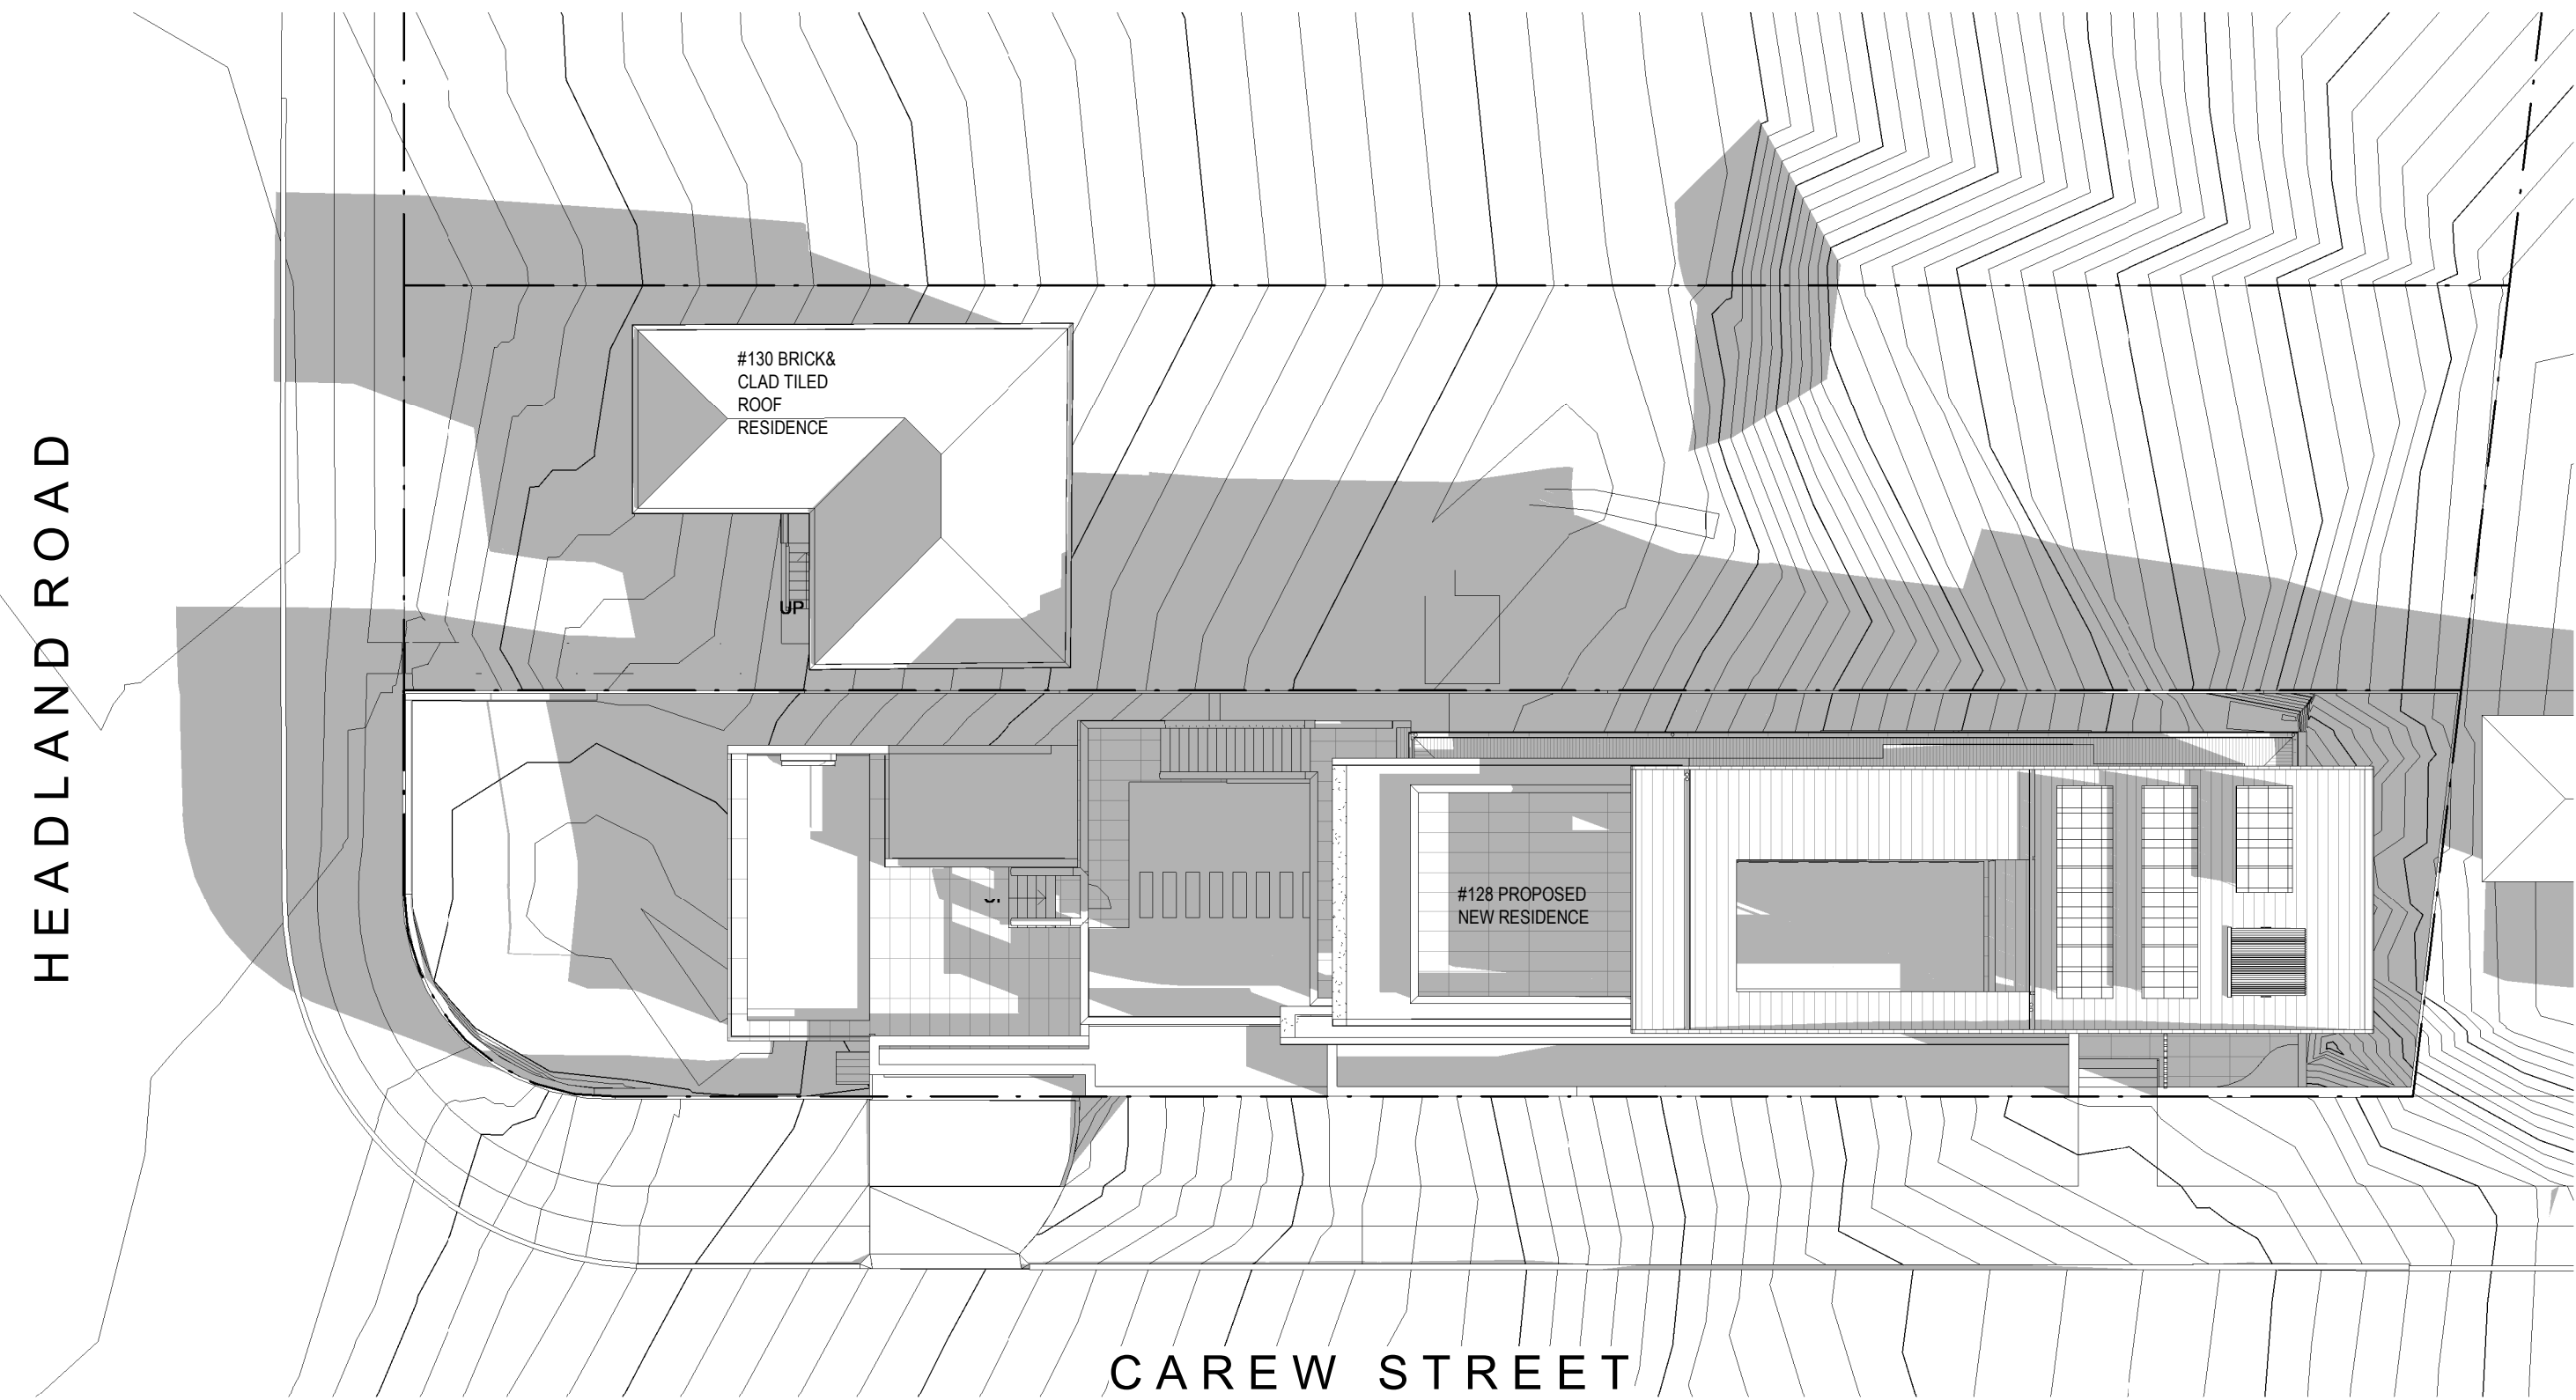 #130 BRICK&
CLAD TILED
ROOF
RESIDENCE
HEADLAND ROAD
UP
#128 PROPOSED
NEW RESIDENCE
CAREW STREET